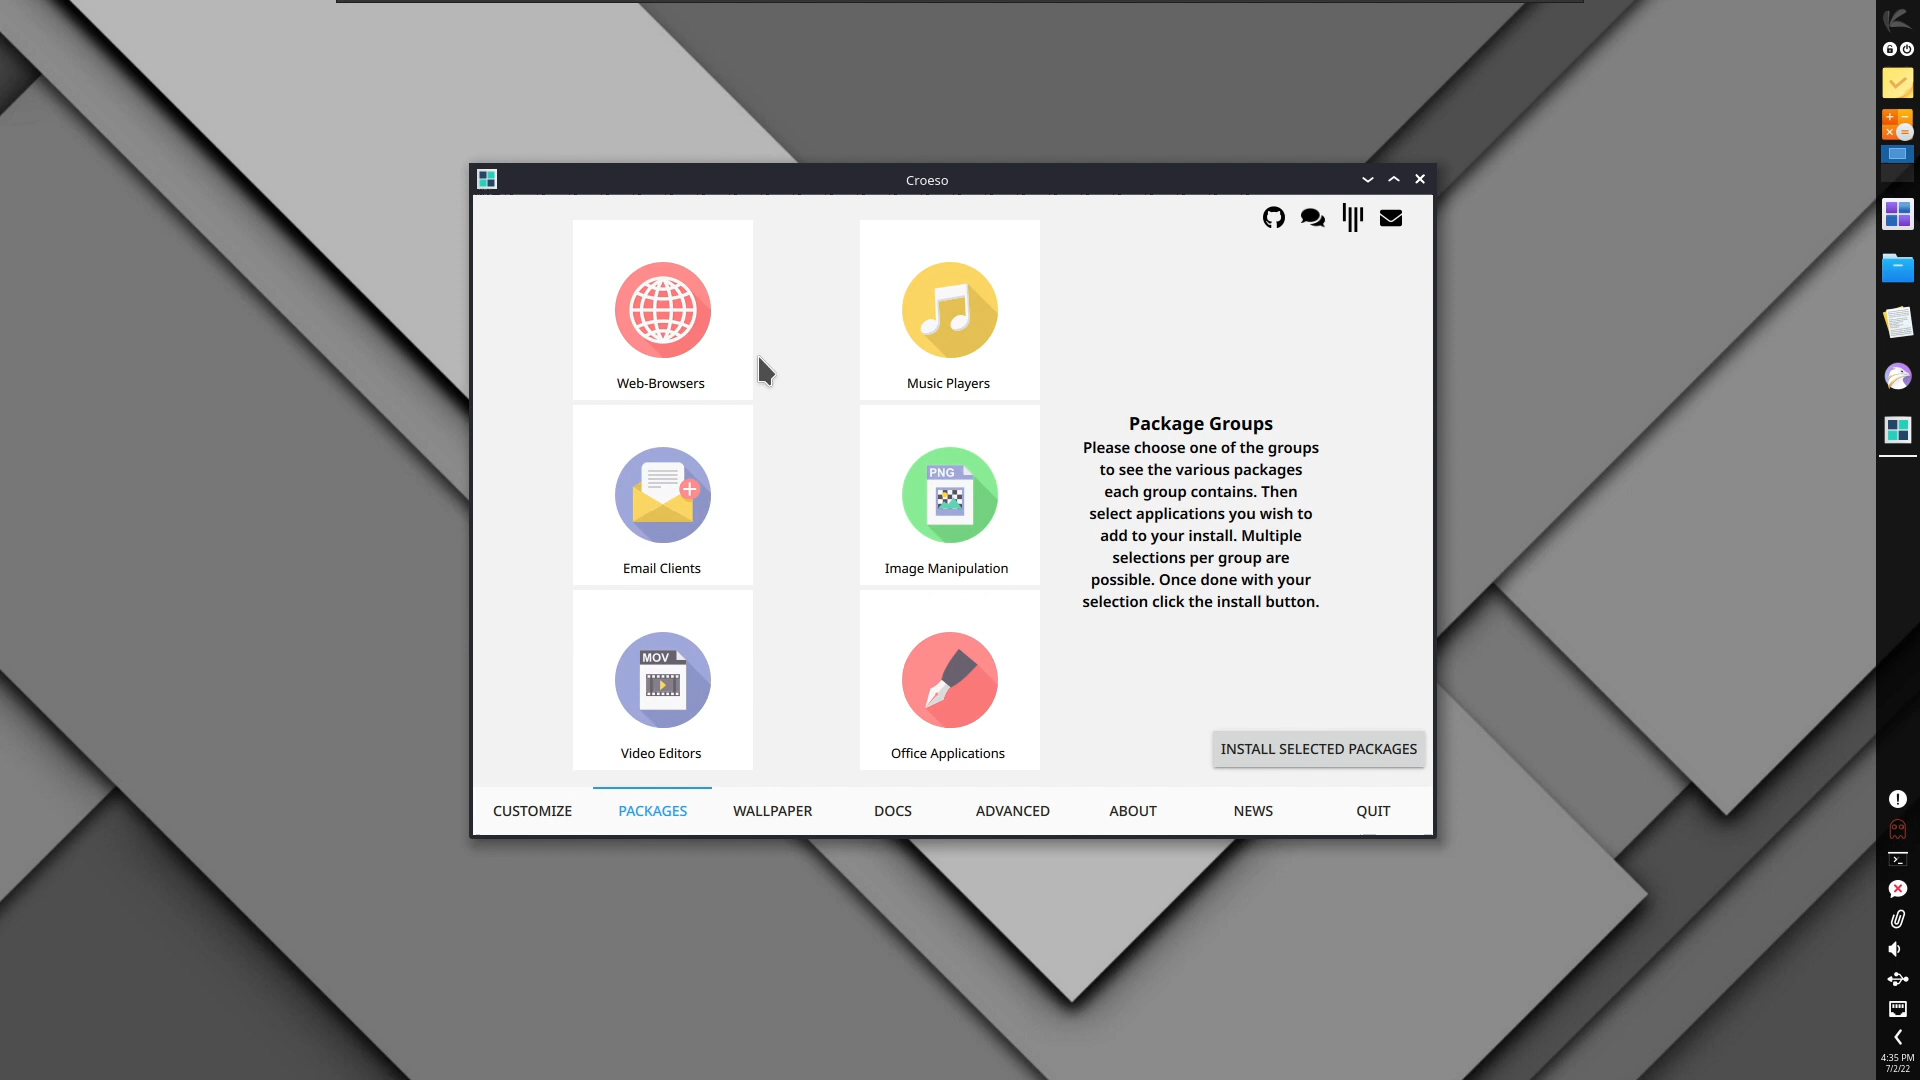 Croeso
Web-Browsers
Music Players
Email Clients
PNG
Image Manipulation
MOV
Video Editors
Office Applications
Package Groups
Please choose one of the groups
to see the various packages
each group contains. Then
select applications you wish to
add to your install. Multiple
selections per group are
possible. Once done with your
selection click the install button.
INSTALL SELECTED PACKAGES
CUSTOMIZE
PACKAGES
WALLPAPER
DOCS
ADVANCED
ABOUT
NEWS
QUIT
4:35 PM
7/2/22